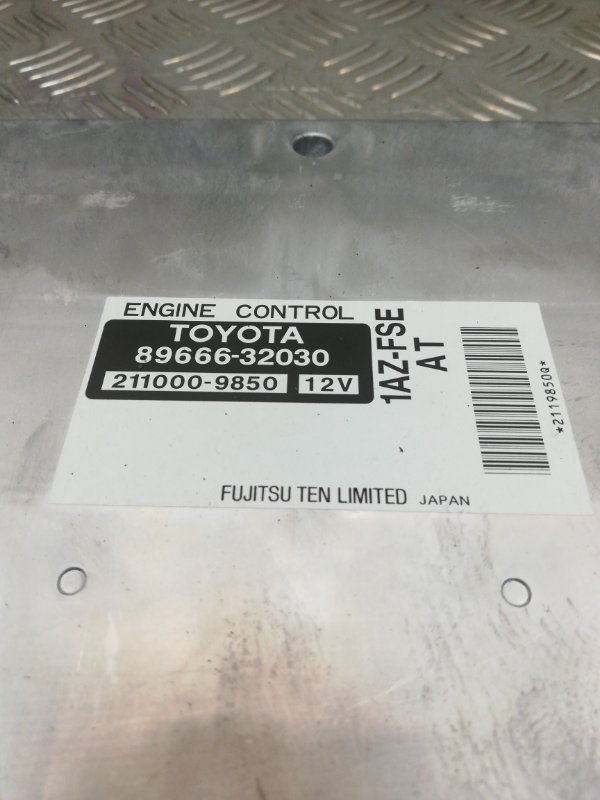 ENGINE CONTROL
TOYOTA
89666-32030
211000-9850 12V
1AZ-FSE
AT
*2119850Q*
FUJITSU TEN LIMITED JAPAN